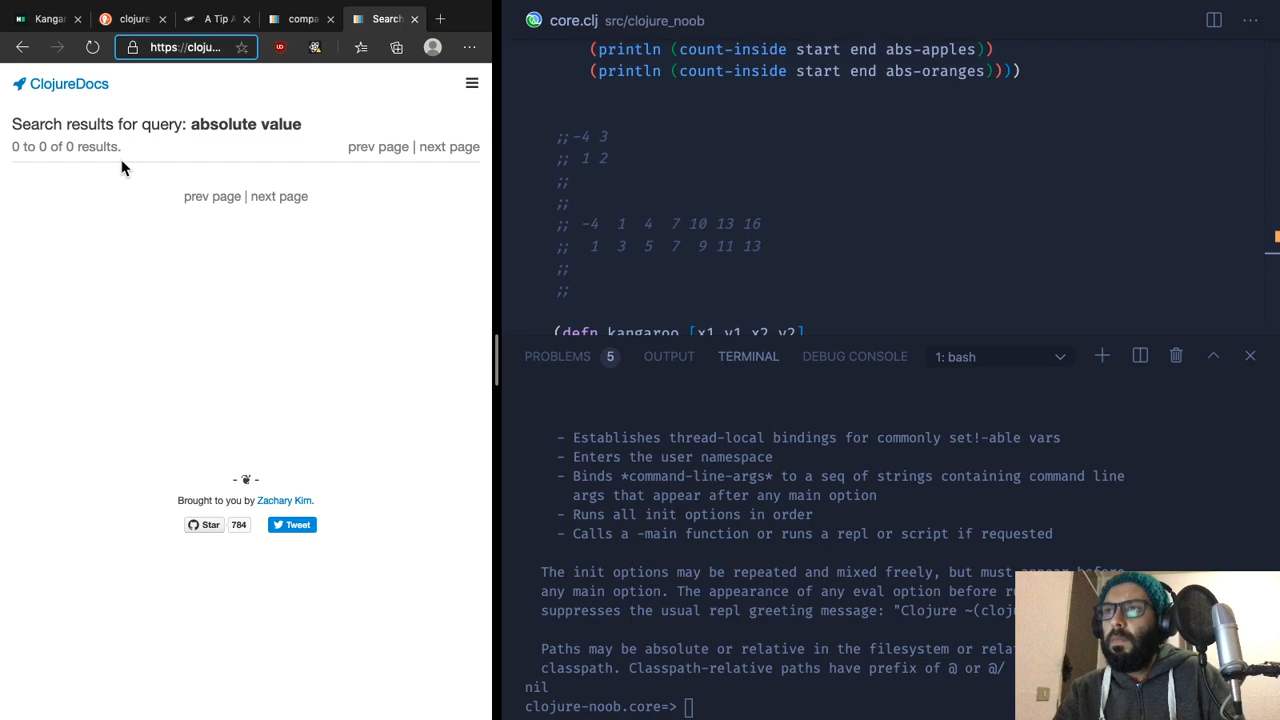 Kangar
clojure
A Tip A
compa
Search
https://cloju...
ClojureDocs
Search results for query: absolute value
0 to 0 of 0 results.
prev page | next page
prev page | next page
Brought to you by Zachary Kim.
Star
784
Tweet
core.clj src/clojure_noob
(println (count-inside start end abs-apples))
(println (count-inside start end abs-oranges))))
;;-4 3
;; 1 2
;;
;;
;; -4 1 4 7 10 13 16
;; 1 3 5 7 9 11 13
;;
;;
(defn kangaroo [x1 v1 x2 v2]
PROBLEMS 5 OUTPUT TERMINAL DEBUG CONSOLE 1: bash
- Establishes thread-local bindings for commonly set!-able vars
- Enters the user namespace
- Binds *command-line-args* to a seq of strings containing command line
args that appear after any main option
- Runs all init options in order
- Calls a -main function or runs a repl or script if requested
The init options may be repeated and mixed freely, but must appear before
any main option. The appearance of any eval option before r
suppresses the usual repl greeting message: "Clojure ~(cloj
Paths may be absolute or relative in the filesystem or rela
classpath. Classpath-relative paths have prefix of @ or @/
nil
clojure-noob.core=>